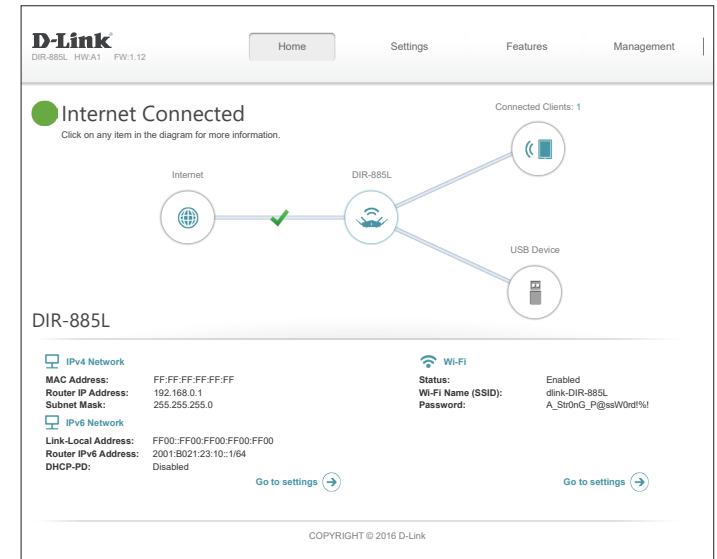 D-Link
DIR-885L HW:A1 FW:1.12
Home
Settings
Features
Management
Internet Connected
Click on any item in the diagram for more information.
Connected Clients: 1
Internet
DIR-885L
USB Device
DIR-885L
IPv4 Network
MAC Address: FF:FF:FF:FF:FF:FF
Router IP Address: 192.168.0.1
Subnet Mask: 255.255.255.0
IPv6 Network
Link-Local Address: FF00::FF00:FF00:FF00:FF00
Router IPv6 Address: 2001:B021:23:10::1/64
DHCP-PD: Disabled
Go to settings
Wi-Fi
Status: Enabled
Wi-Fi Name (SSID): dlink-DIR-885L
Password: A_Str0nG_P@ssW0rd!%!
Go to settings
COPYRIGHT © 2016 D-Link